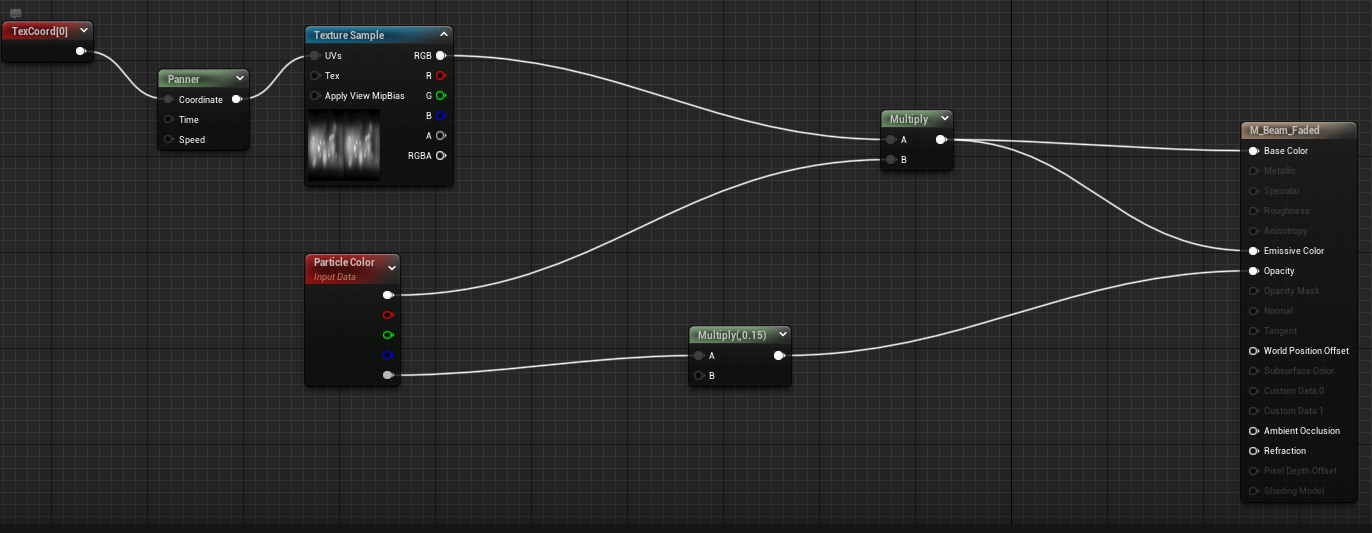 TexCoord[0]
Panner
Coordinate
Time
Speed
Texture Sample
UVs
RGB
Tex
R
Apply View MipBias
G
B
A
RGBA
Particle Color
Input Data
Multiply(,0.15)
A
B
Multiply
A
B
M_Beam_Faded
Base Color
Metallic
Specular
Roughness
Anisotropy
Emissive Color
Opacity
Opacity Mask
Normal
Tangent
World Position Offset
Subsurface Color
Custom Data 0
Custom Data 1
Ambient Occlusion
Refraction
Pixel Depth Offset
Shading Model